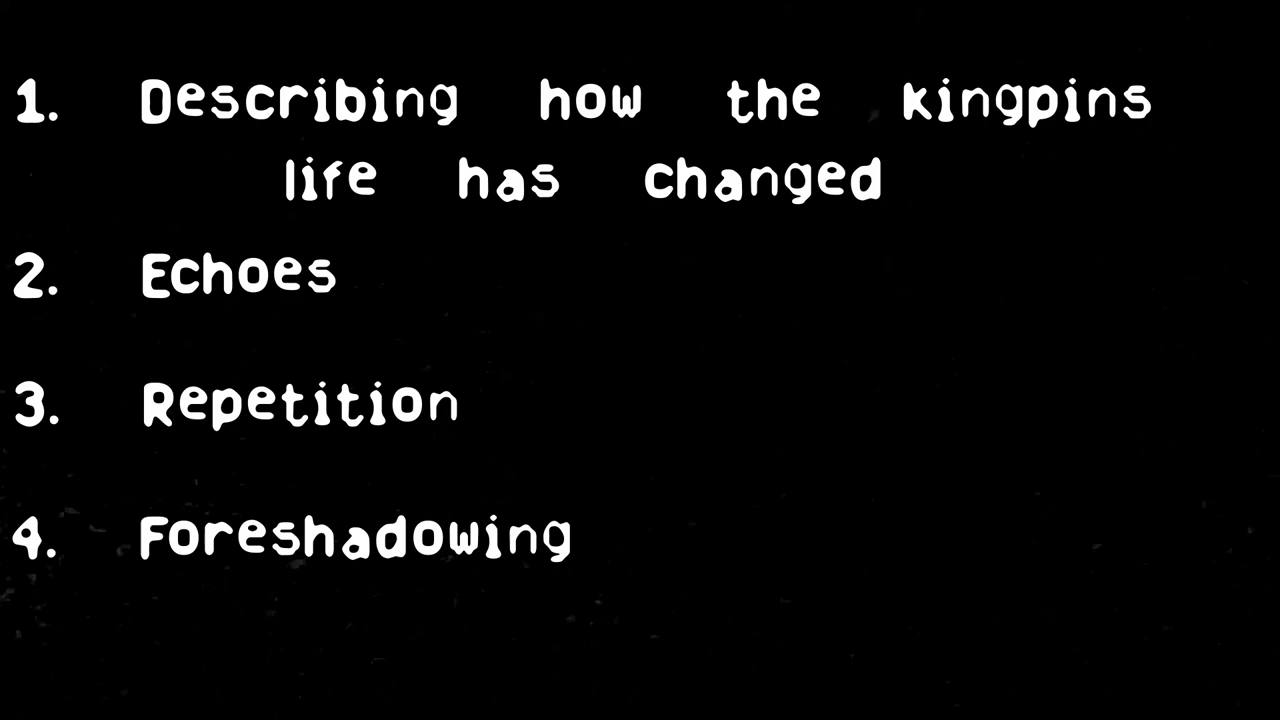 1. Describing how the kingpins
life has changed
2. Echoes
3. Repetition
4. Foreshadowing